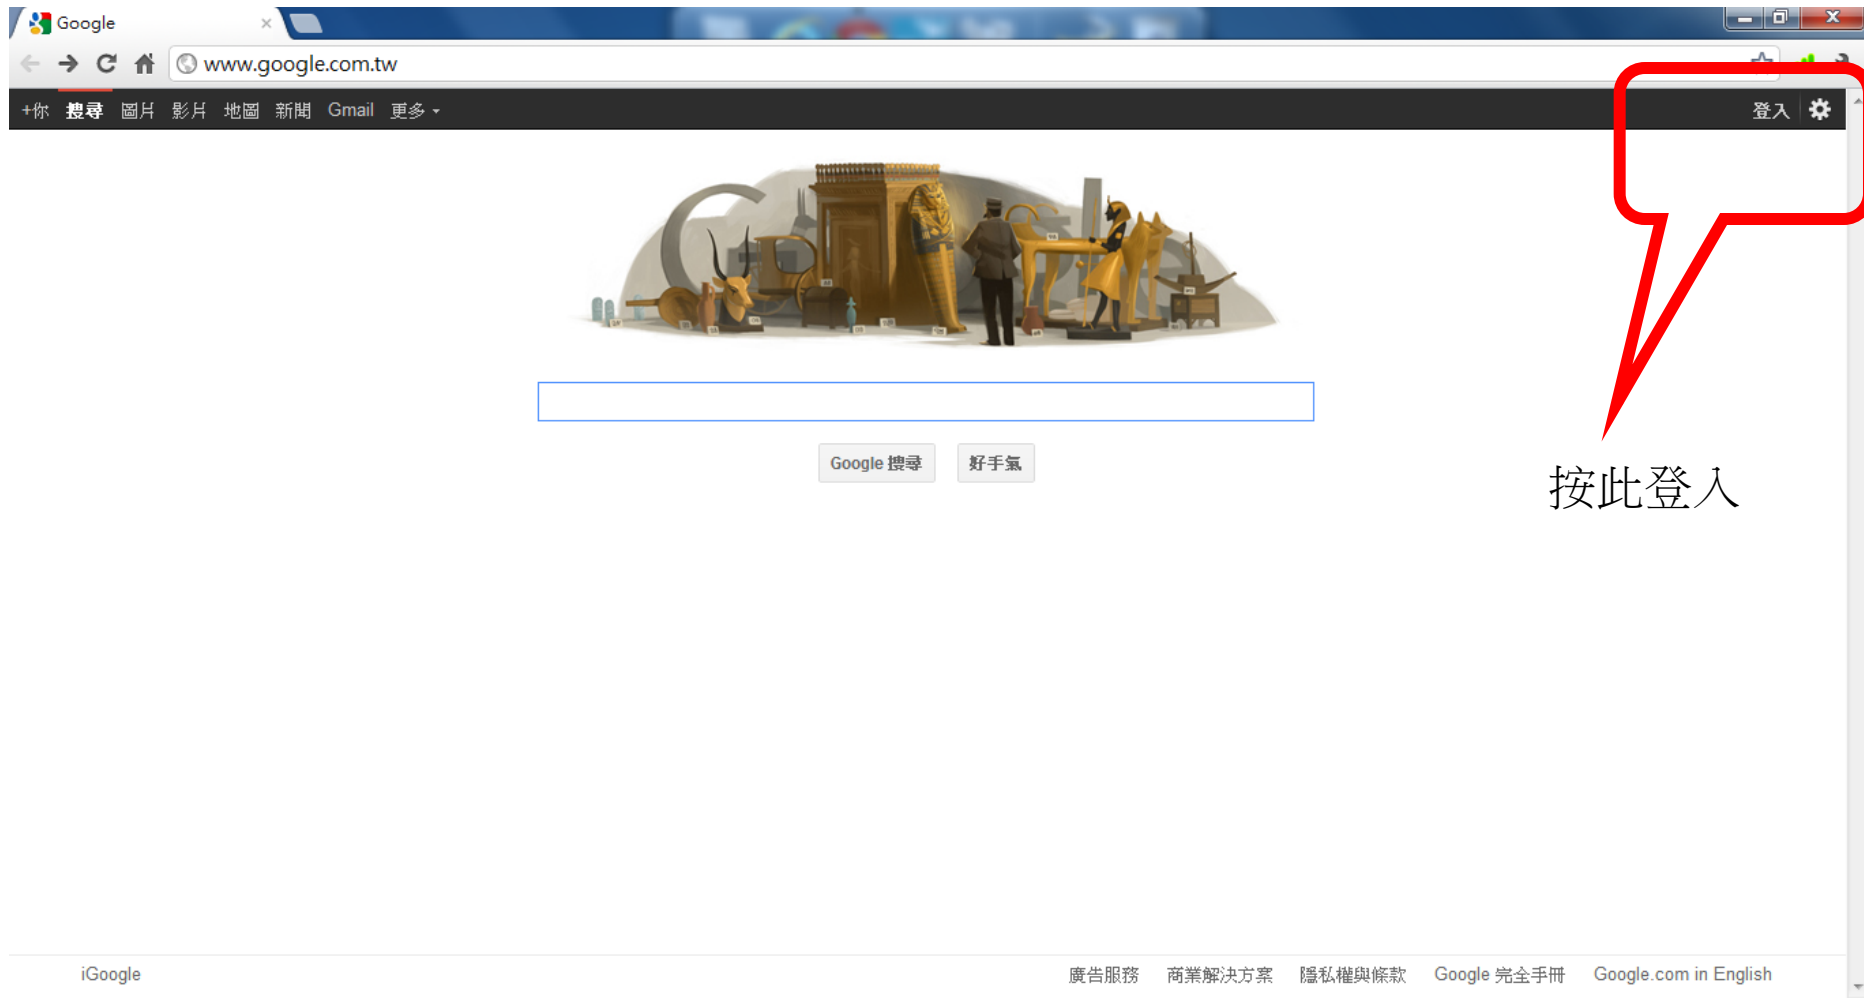 Google
www.google.com.tw
+你 搜尋 圖片 影片 地圖 新聞 Gmail 更多 登入
Google 搜尋 好手氣
按此登入
iGoogle 廣告服務 商業解決方案 隱私權與條款 Google 完全手冊 Google.com in English